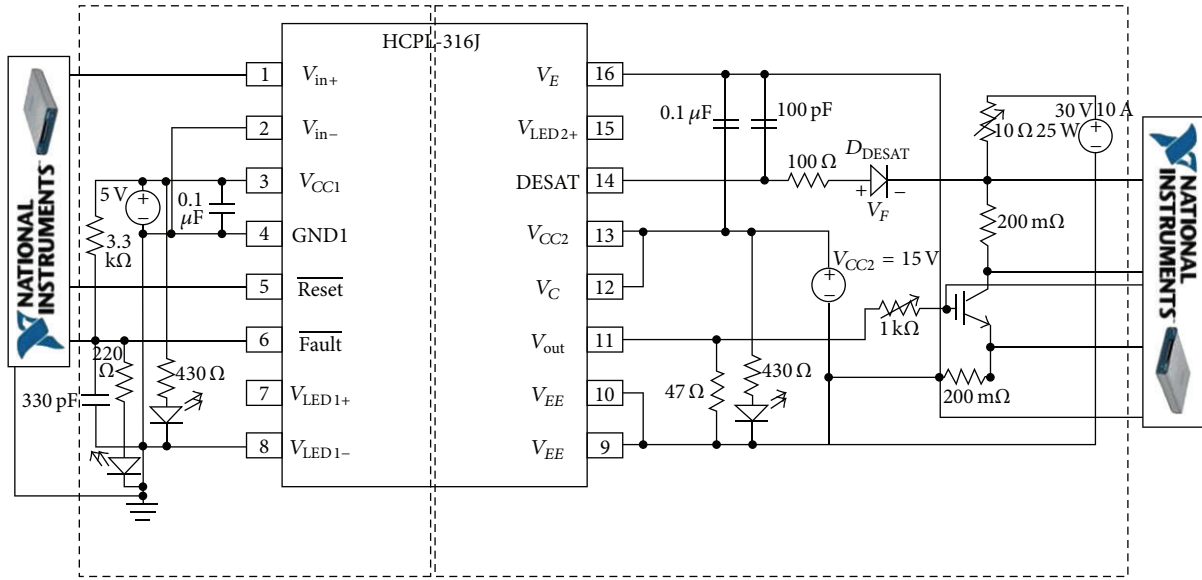 HCPL-316J
NATIONAL
INSTRUMENTS™
1
V_in+
2
V_in−
3
V_CC1
4
GND1
5
Reset
6
Fault
7
V_LED1+
8
V_LED1−
16
V_E
15
V_LED2+
14
DESAT
13
V_CC2
12
V_C
11
V_out
10
V_EE
9
V_EE
5 V
+
−
0.1
μF
3.3
kΩ
220
Ω
430 Ω
330 pF
0.1 μF
100 pF
100 Ω
D_DESAT
+
−
V_F
30 V 10 A
10 Ω 25 W
+
−
200 mΩ
V_CC2 = 15 V
+
−
1 kΩ
47 Ω
430 Ω
200 mΩ
NATIONAL
INSTRUMENTS™